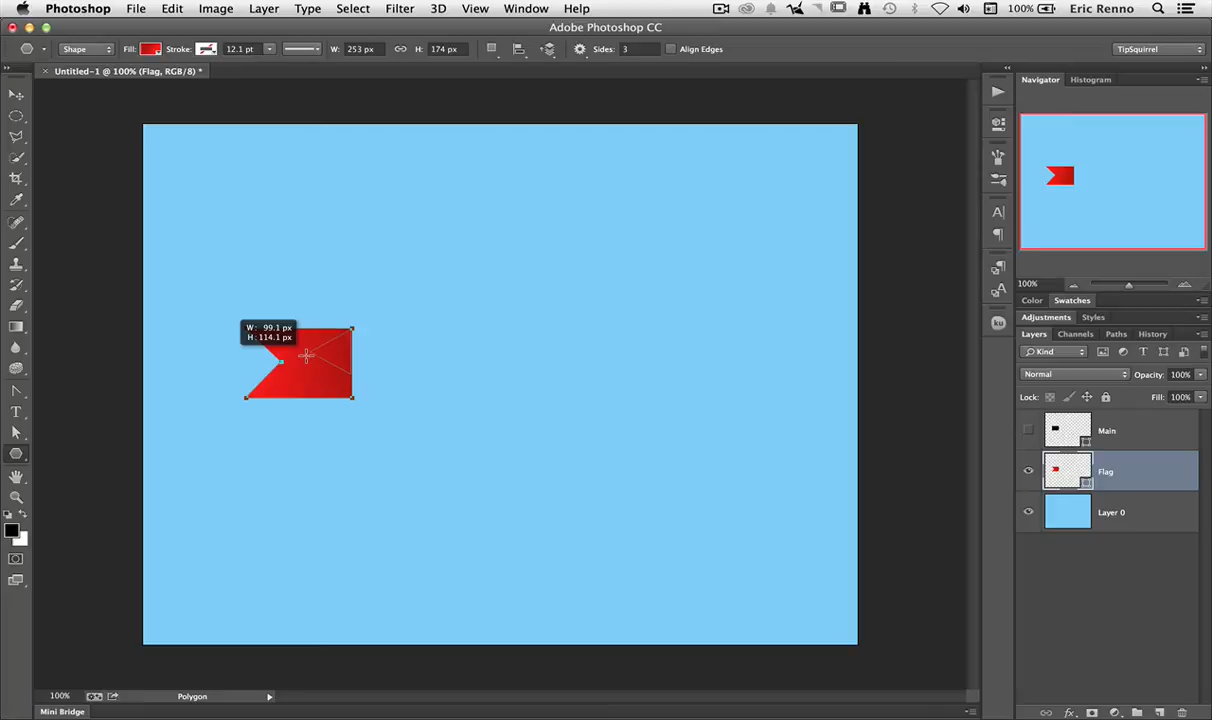 Photoshop File Edit Image Layer Type Select Filter 3D View Window Help 100% Eric Renno
Adobe Photoshop CC
Shape Fill: Stroke: 12.1 pt W: 253 px H: 174 px Sides: 3 Align Edges TipSquirrel
Untitled-1 @ 100% (Flag, RGB/8) *
Navigator Histogram
W: 99.1 px
H: 114.1 px
100%
Color Swatches
Adjustments Styles
ku
Layers Channels Paths History
Kind
Normal Opacity: 100%
Lock: Fill: 100%
Main
Flag
Layer 0
100% Polygon
Mini Bridge